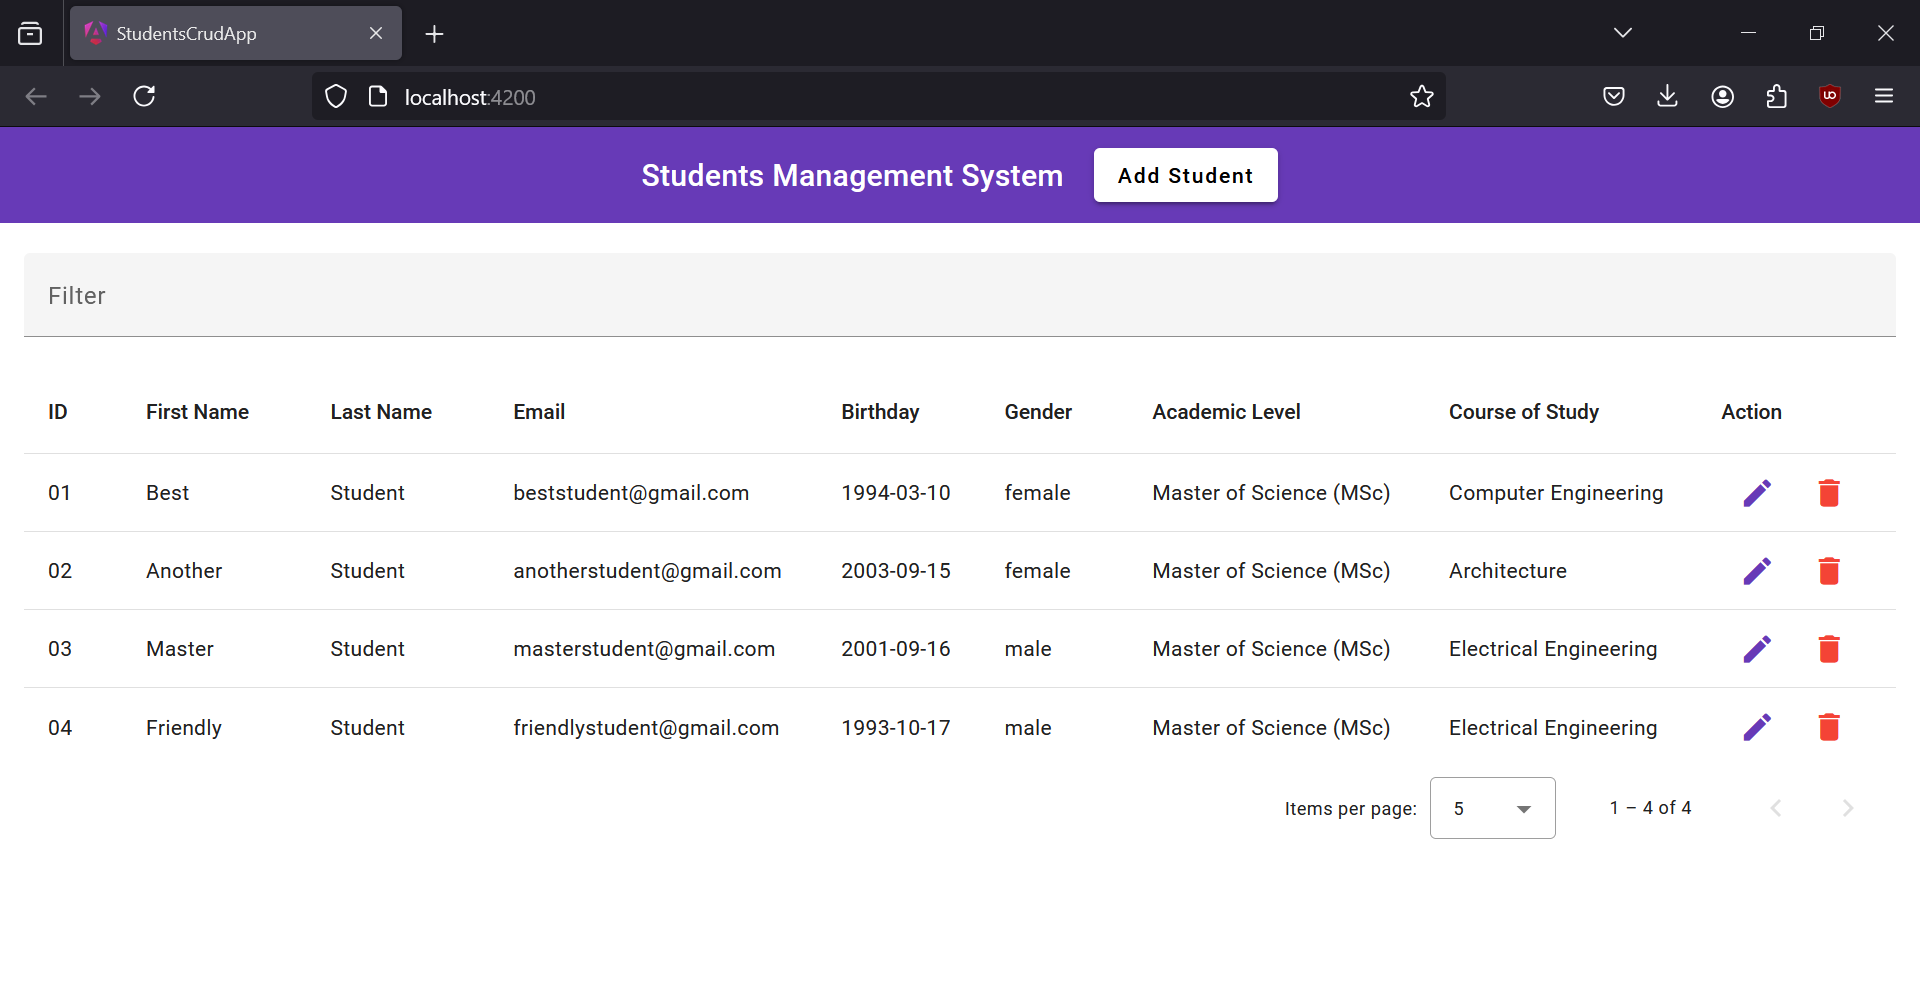 StudentsCrudApp
localhost:4200
Students Management System Add Student
Filter
ID First Name Last Name Email Birthday Gender Academic Level Course of Study Action
01 Best Student beststudent@gmail.com 1994-03-10 female Master of Science (MSc) Computer Engineering
02 Another Student anotherstudent@gmail.com 2003-09-15 female Master of Science (MSc) Architecture
03 Master Student masterstudent@gmail.com 2001-09-16 male Master of Science (MSc) Electrical Engineering
04 Friendly Student friendlystudent@gmail.com 1993-10-17 male Master of Science (MSc) Electrical Engineering
Items per page: 5 1 – 4 of 4